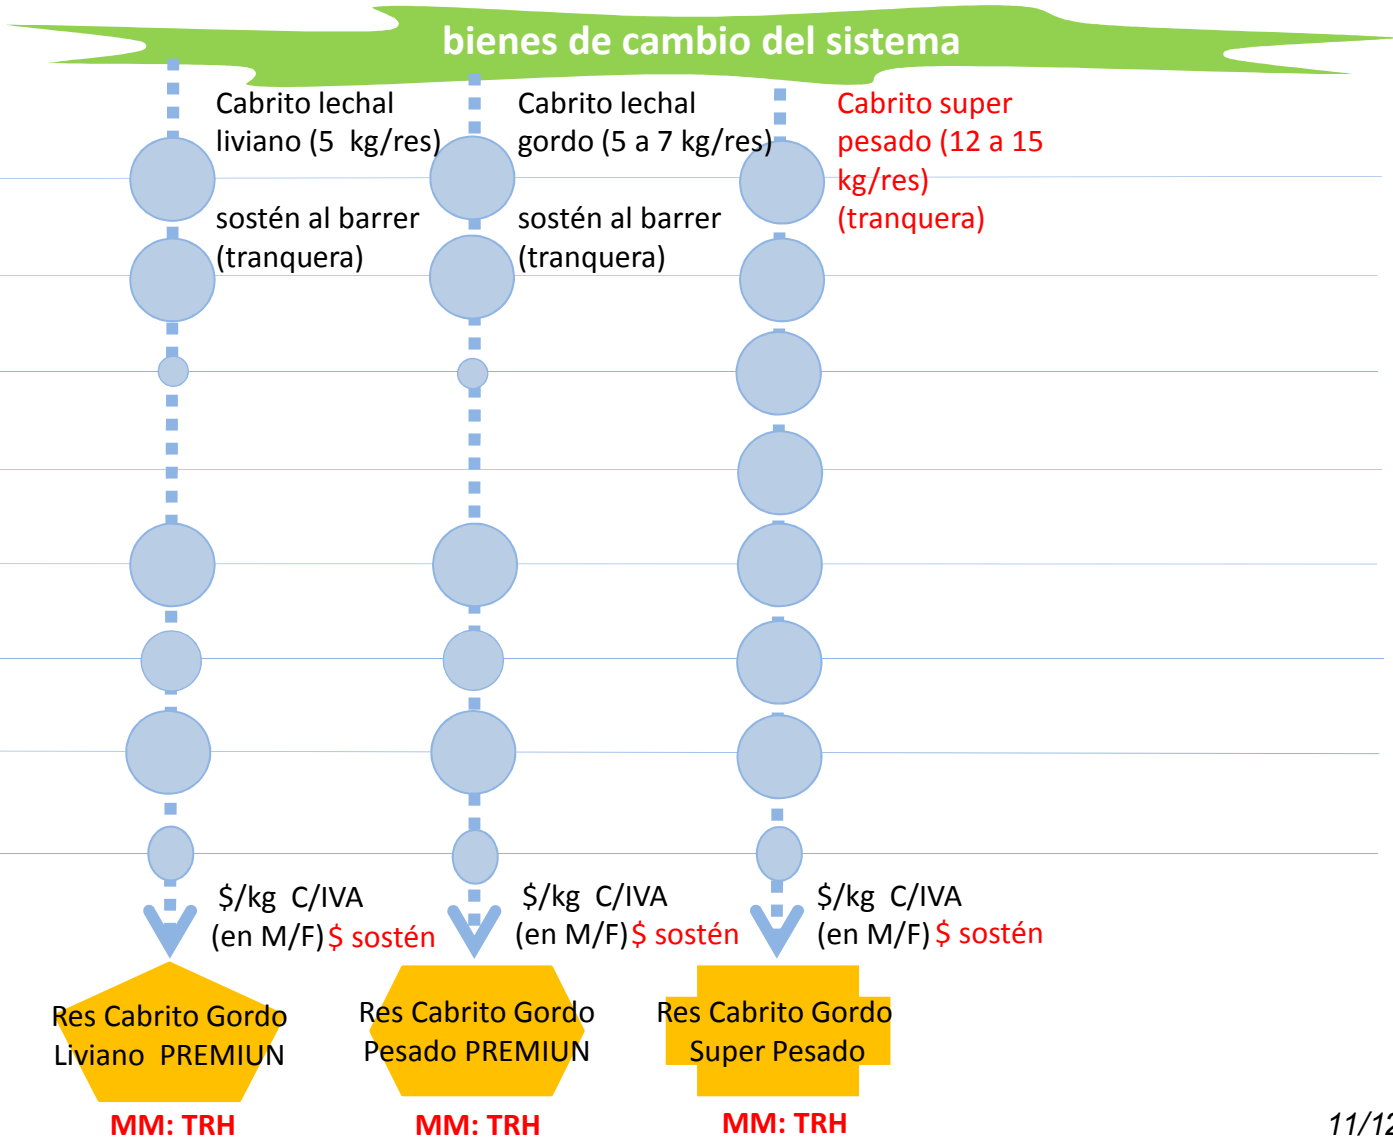 bienes de cambio del sistema
Cabrito lechal
liviano (5 kg/res)
sostén al barrer
(tranquera)
Cabrito lechal
gordo (5 a 7 kg/res)
sostén al barrer
(tranquera)
Cabrito super
pesado (12 a 15
kg/res)
(tranquera)
$/kg C/IVA
(en M/F) $ sostén
$/kg C/IVA
(en M/F) $ sostén
$/kg C/IVA
(en M/F) $ sostén
Res Cabrito Gordo
Liviano PREMIUN
Res Cabrito Gordo
Pesado PREMIUN
Res Cabrito Gordo
Super Pesado
MM: TRH
MM: TRH
MM: TRH
11/12